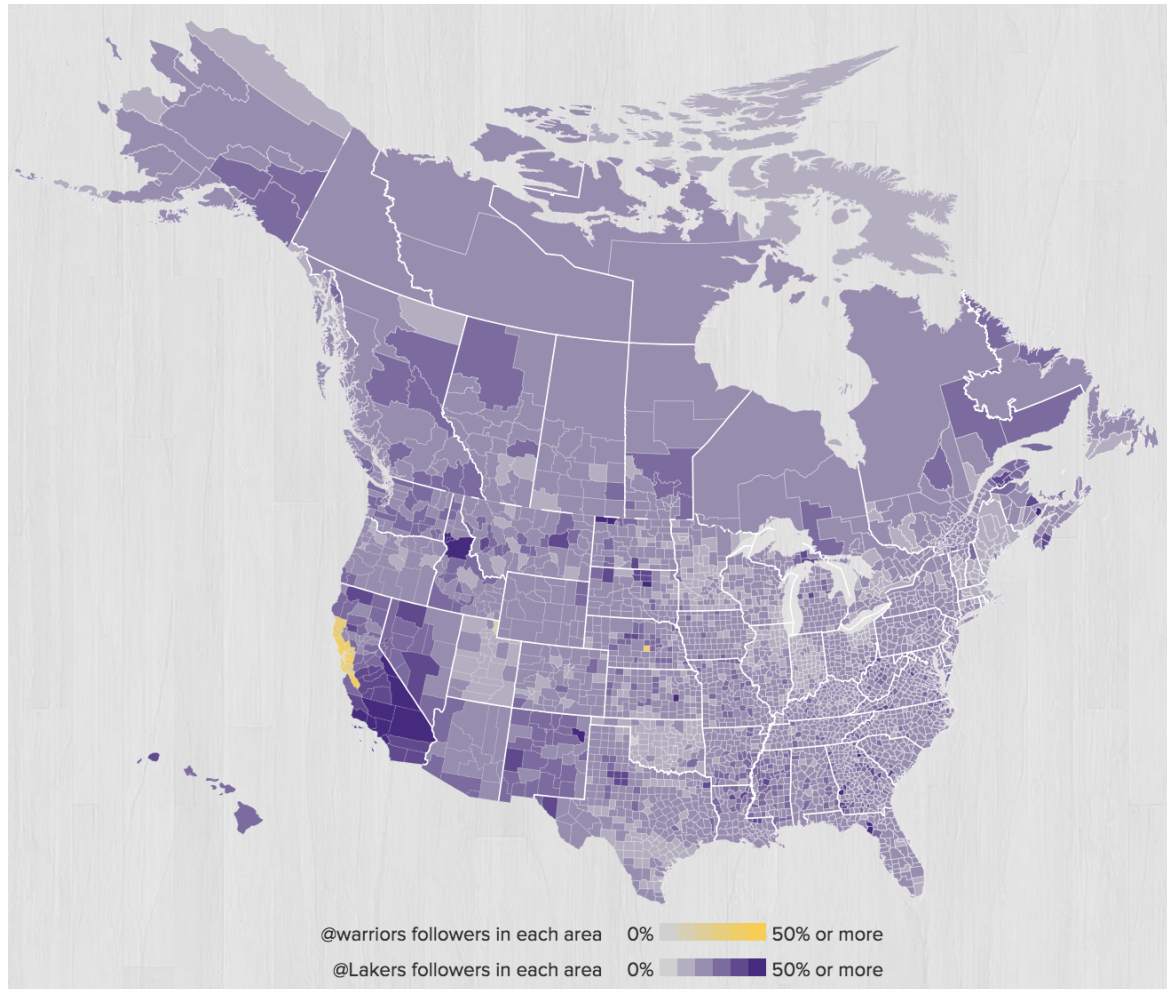 @warriors followers in each area 0% 50% or more
@Lakers followers in each area 0% 50% or more